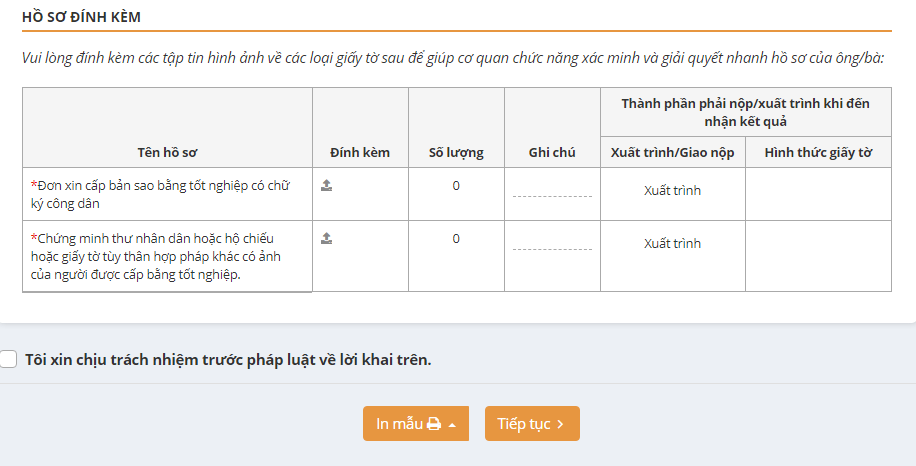 HỒ SƠ ĐÍNH KÈM
Vui lòng đính kèm các tập tin hình ảnh về các loại giấy tờ sau để giúp cơ quan chức năng xác minh và giải quyết nhanh hồ sơ của ông/bà:
Thành phần phải nộp/xuất trình khi đến
nhận kết quả
Tên hồ sơ Đính kèm Số lượng Ghi chú Xuất trình/Giao nộp Hình thức giấy tờ
*Đơn xin cấp bản sao bằng tốt nghiệp có chữ 0 Xuất trình
ký công dân
*Chứng minh thư nhân dân hoặc hộ chiếu 0 Xuất trình
hoặc giấy tờ tùy thân hợp pháp khác có ảnh
của người được cấp bằng tốt nghiệp.
Tôi xin chịu trách nhiệm trước pháp luật về lời khai trên.
In mẫu Tiếp tục